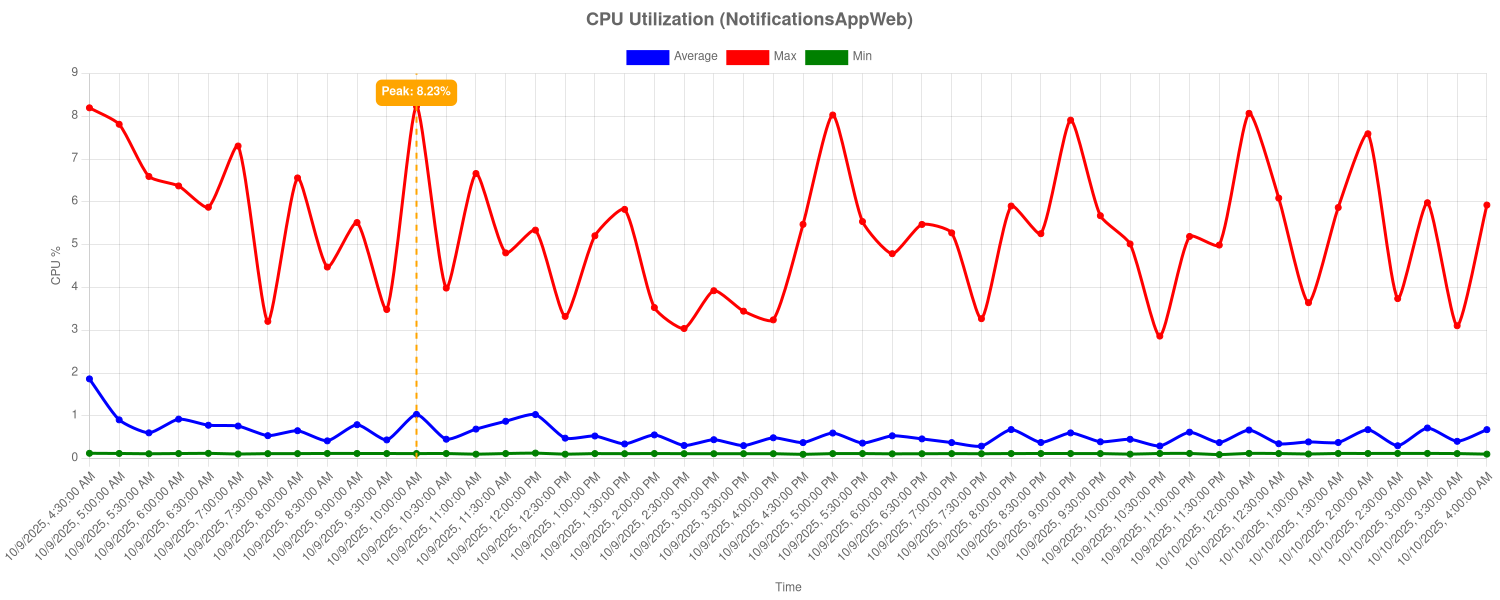 CPU Utilization (NotificationsAppWeb)
Average Max Min
Peak: 8.23%
CPU %
9
8
7
6
5
4
3
2
1
0
10/9/2025, 4:30:00 AM
10/9/2025, 5:00:00 AM
10/9/2025, 5:30:00 AM
10/9/2025, 6:00:00 AM
10/9/2025, 6:30:00 AM
10/9/2025, 7:00:00 AM
10/9/2025, 7:30:00 AM
10/9/2025, 8:00:00 AM
10/9/2025, 8:30:00 AM
10/9/2025, 9:00:00 AM
10/9/2025, 9:30:00 AM
10/9/2025, 10:00:00 AM
10/9/2025, 10:30:00 AM
10/9/2025, 11:00:00 AM
10/9/2025, 11:30:00 AM
10/9/2025, 12:00:00 PM
10/9/2025, 12:30:00 PM
10/9/2025, 1:00:00 PM
10/9/2025, 1:30:00 PM
10/9/2025, 2:00:00 PM
10/9/2025, 2:30:00 PM
10/9/2025, 3:00:00 PM
10/9/2025, 3:30:00 PM
10/9/2025, 4:00:00 PM
10/9/2025, 4:30:00 PM
10/9/2025, 5:00:00 PM
10/9/2025, 5:30:00 PM
10/9/2025, 6:00:00 PM
10/9/2025, 6:30:00 PM
10/9/2025, 7:00:00 PM
10/9/2025, 7:30:00 PM
10/9/2025, 8:00:00 PM
10/9/2025, 8:30:00 PM
10/9/2025, 9:00:00 PM
10/9/2025, 9:30:00 PM
10/9/2025, 10:00:00 PM
10/9/2025, 10:30:00 PM
10/9/2025, 11:00:00 PM
10/9/2025, 11:30:00 PM
10/10/2025, 12:00:00 AM
10/10/2025, 12:30:00 AM
10/10/2025, 1:00:00 AM
10/10/2025, 1:30:00 AM
10/10/2025, 2:00:00 AM
10/10/2025, 2:30:00 AM
10/10/2025, 3:00:00 AM
10/10/2025, 3:30:00 AM
10/10/2025, 4:00:00 AM
Time